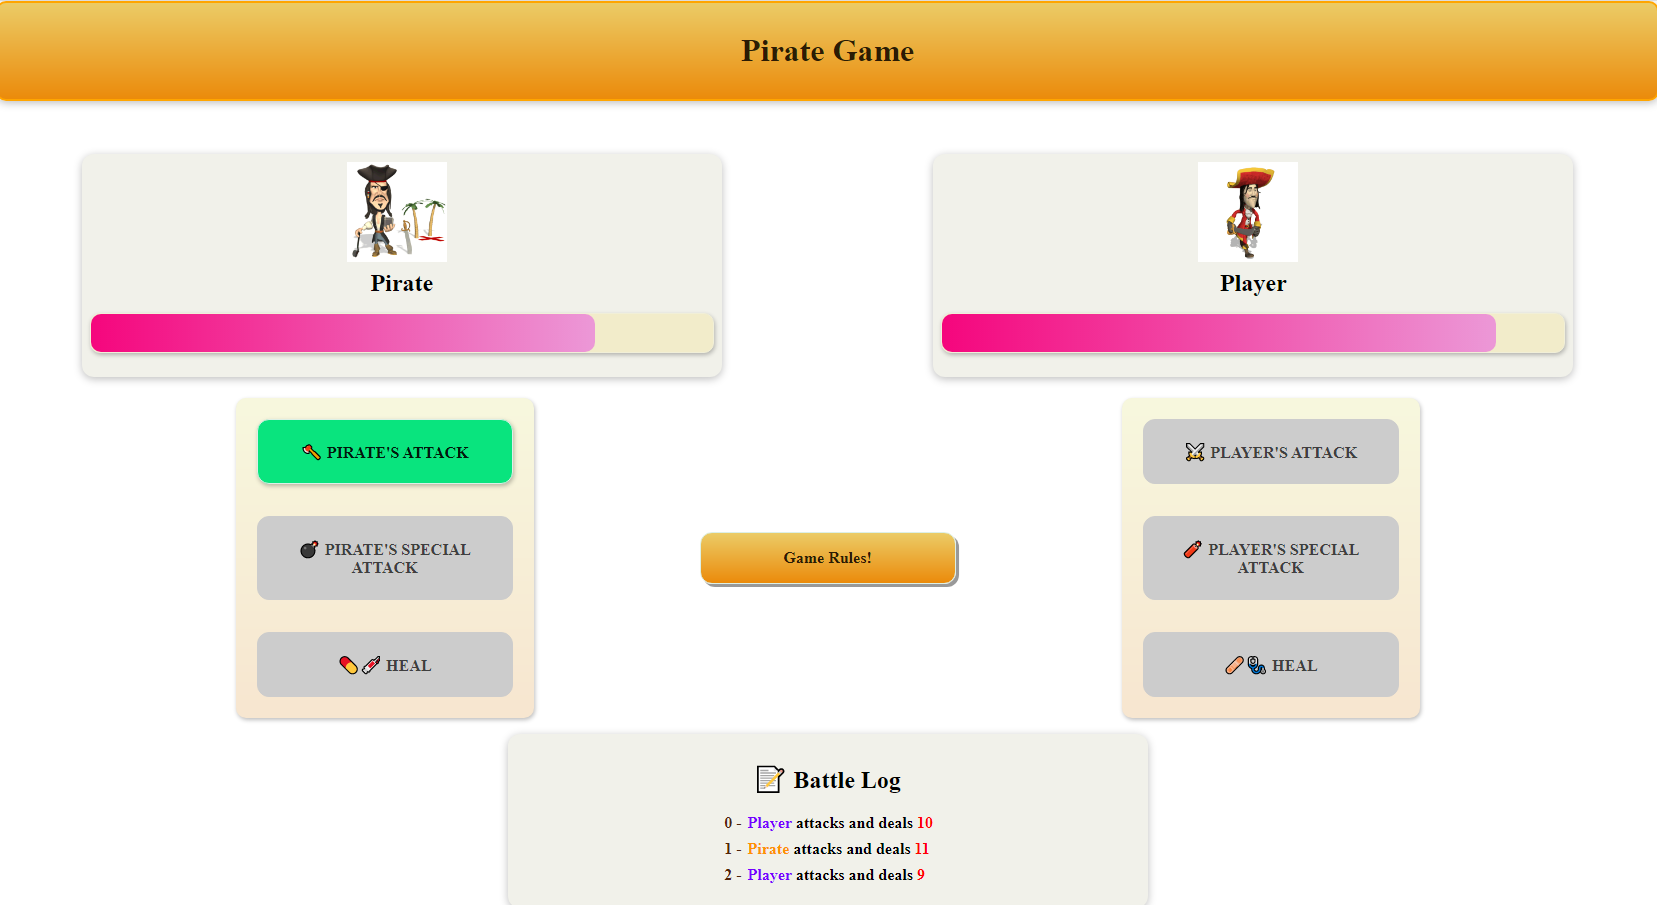 Pirate Game
Pirate
Player
PIRATE'S ATTACK
PIRATE'S SPECIAL
ATTACK
HEAL
Game Rules!
PLAYER'S ATTACK
PLAYER'S SPECIAL
ATTACK
HEAL
Battle Log
0 - Player attacks and deals 10
1 - Pirate attacks and deals 11
2 - Player attacks and deals 9